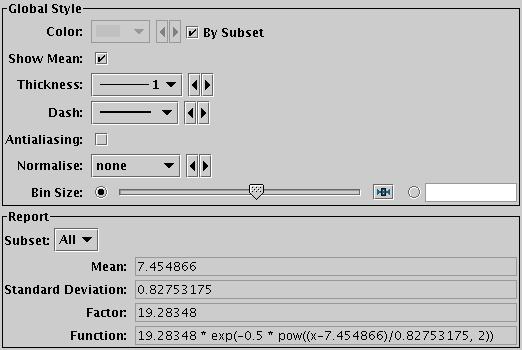 Global Style
Color: By Subset
Show Mean:
Thickness: 1
Dash:
Antialiasing:
Normalise: none
Bin Size:
Report
Subset: All
Mean: 7.454866
Standard Deviation: 0.82753175
Factor: 19.28348
Function: 19.28348 * exp(-0.5 * pow((x-7.454866)/0.82753175, 2))